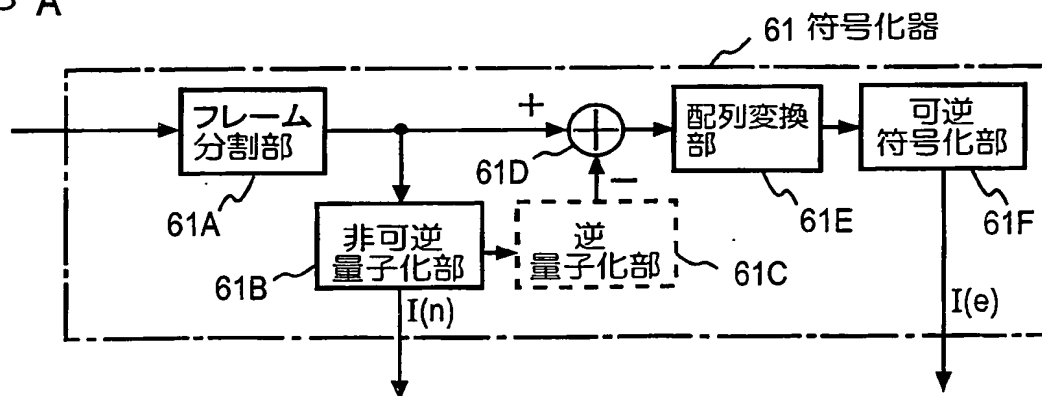 A
61 符号化器
フレーム
分割部
61A
+
61D
−
配列変換
部
61E
可逆
符号化部
61F
非可逆
量子化部
61B
逆
量子化部
61C
I(n)
I(e)